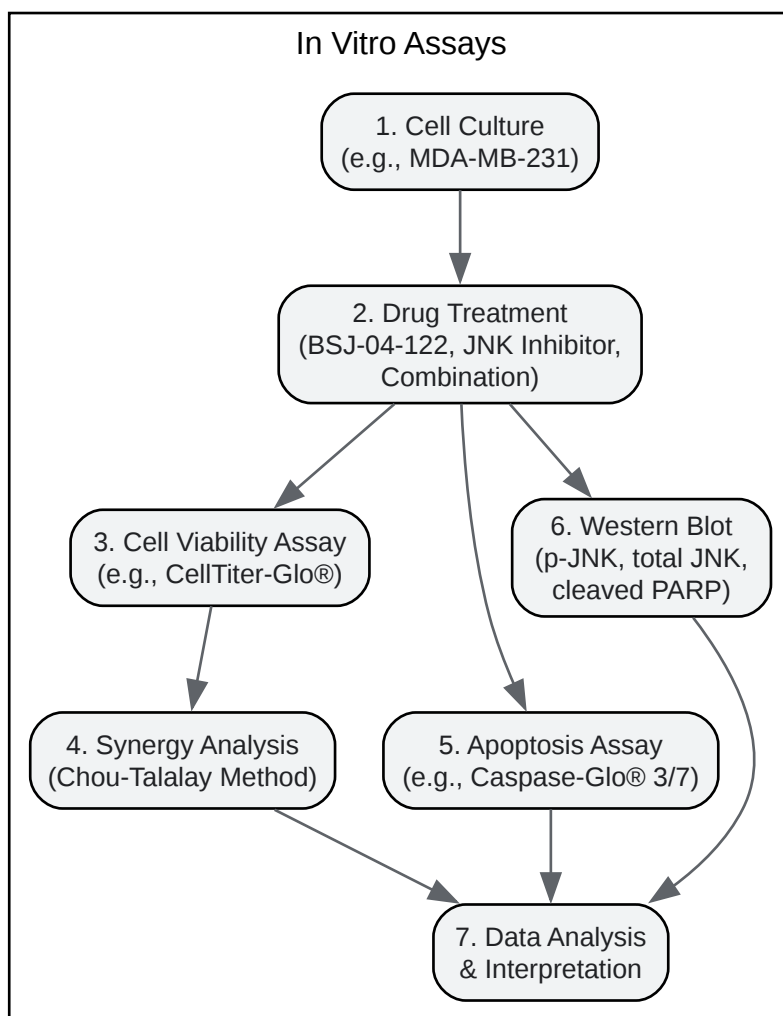 In Vitro Assays
1. Cell Culture
(e.g., MDA-MB-231)
2. Drug Treatment
(BSJ-04-122, JNK Inhibitor,
Combination)
3. Cell Viability Assay
(e.g., CellTiter-Glo®)
6. Western Blot
(p-JNK, total JNK,
cleaved PARP)
4. Synergy Analysis
(Chou-Talalay Method)
5. Apoptosis Assay
(e.g., Caspase-Glo® 3/7)
7. Data Analysis
& Interpretation